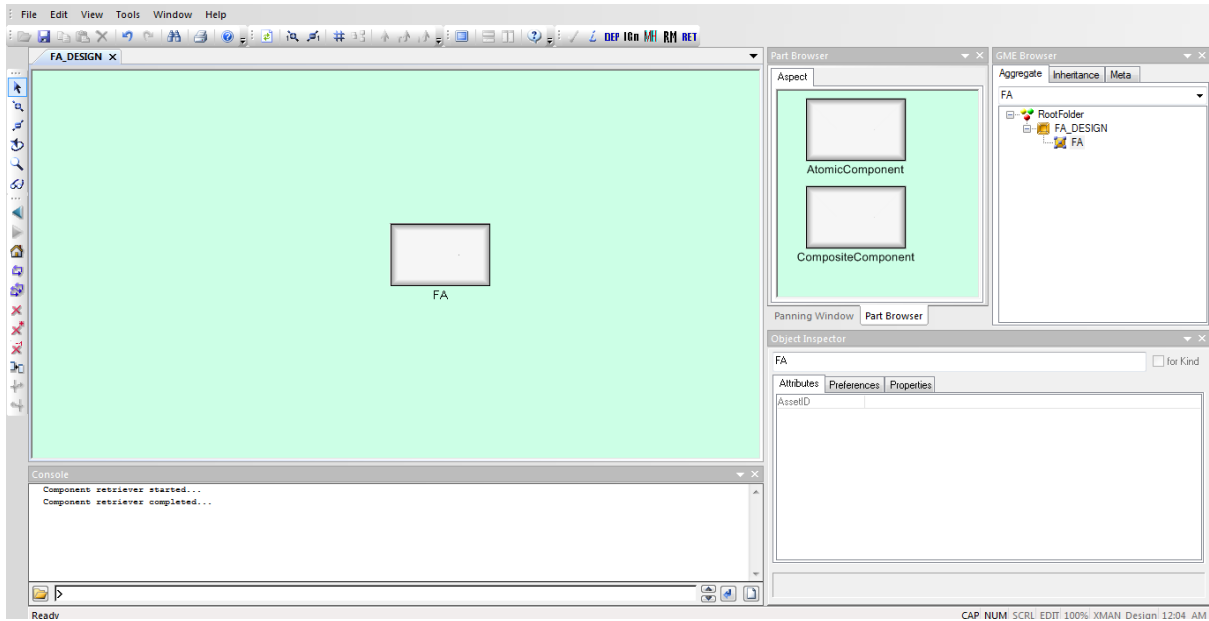 File Edit View Tools Window Help
DEP IGn MH RM RET
FA_DESIGN
FA
Part Browser
Aspect
AtomicComponent
CompositeComponent
Panning Window Part Browser
GME Browser
Aggregate Inheritance Meta
FA
RootFolder
FA_DESIGN
FA
Object Inspector
FA for Kind
Attributes Preferences Properties
AssetID
Console
Component retriever started...
Component retriever completed...
Ready
CAP NUM SCRL EDIT 100% XMAN_Design 12:04 AM